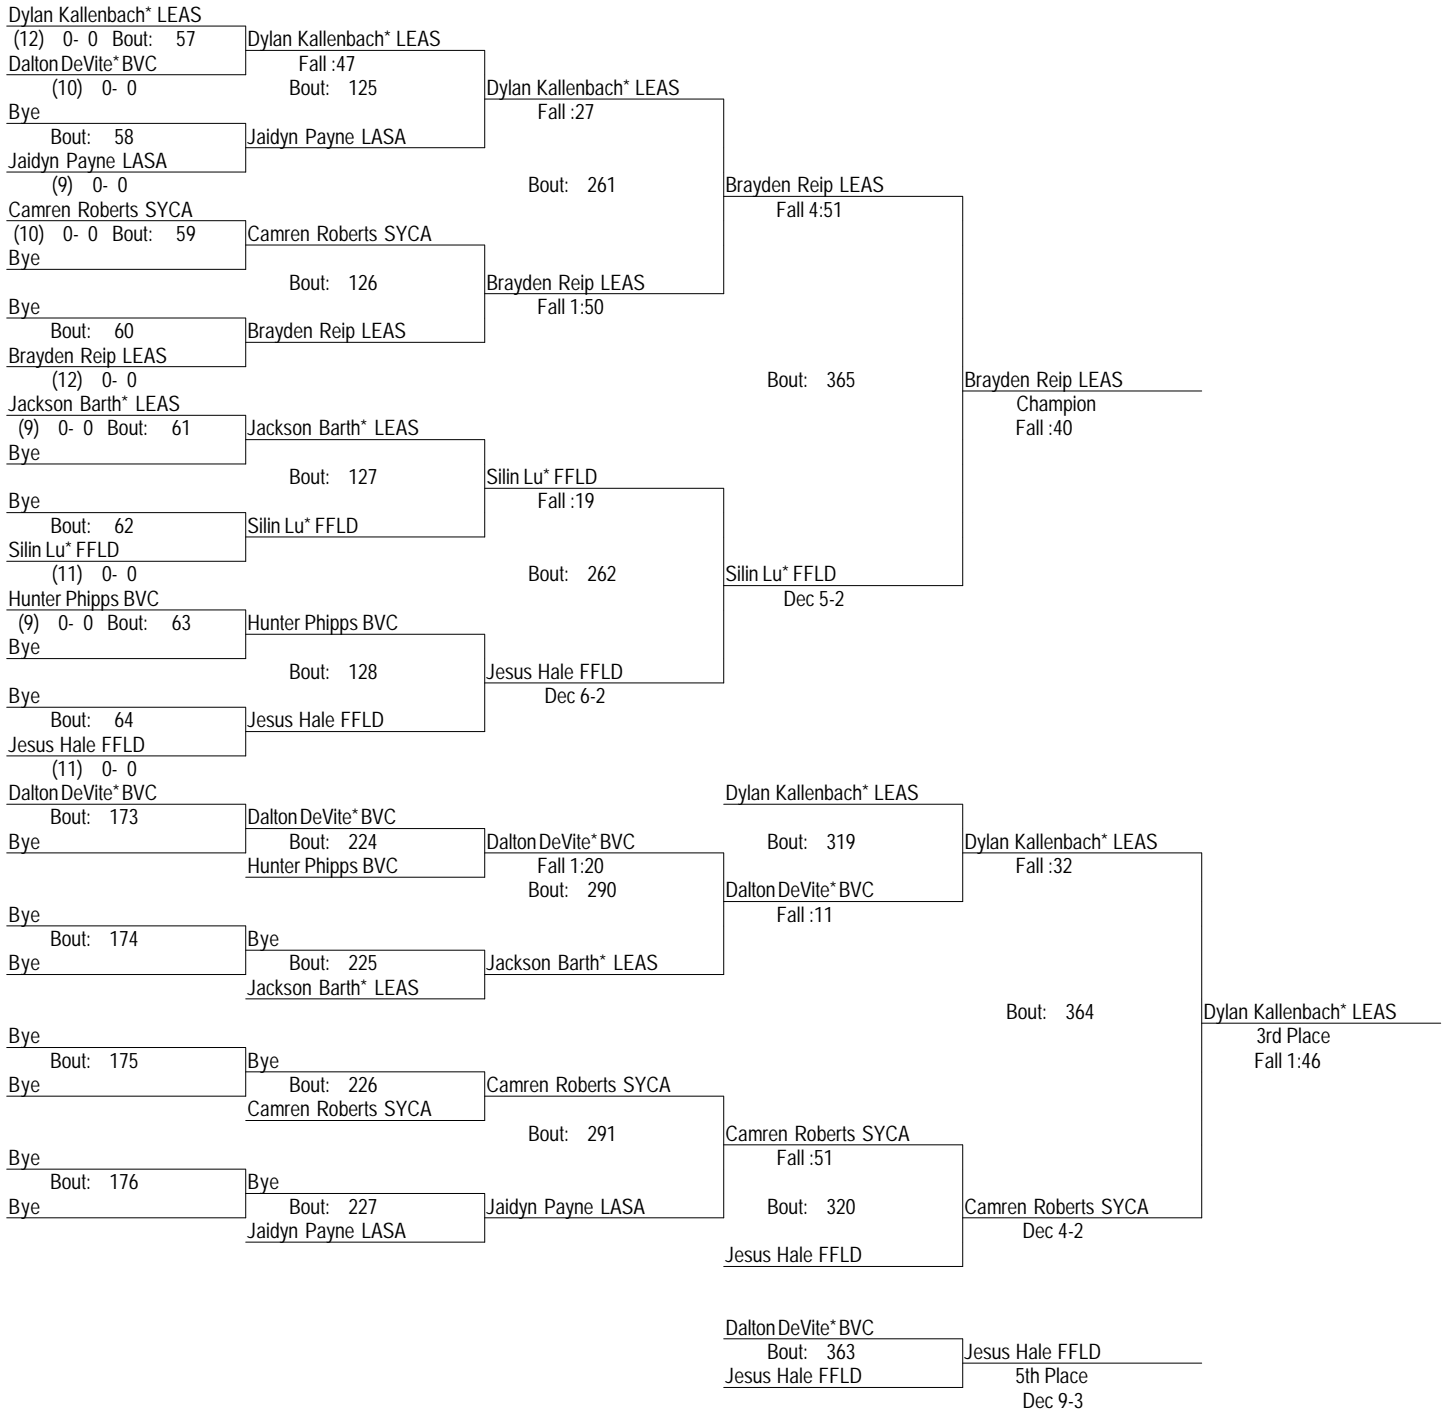 Dylan Kallenbach* LEAS
(12) 0- 0 Bout: 57 Dylan Kallenbach* LEAS
Dalton DeVite* BVC Fall :47
(10) 0- 0 Bout: 125 Dylan Kallenbach* LEAS
Bye Fall :27
Bout: 58 Jaidyn Payne LASA
Jaidyn Payne LASA
(9) 0- 0 Bout: 261 Brayden Reip LEAS
Camren Roberts SYCA Fall 4:51
(10) 0- 0 Bout: 59 Camren Roberts SYCA
Bye
Bout: 126 Brayden Reip LEAS
Bye Fall 1:50
Bout: 60 Brayden Reip LEAS
Brayden Reip LEAS
(12) 0- 0 Bout: 365 Brayden Reip LEAS
Jackson Barth* LEAS Champion
(9) 0- 0 Bout: 61 Jackson Barth* LEAS Fall :40
Bye
Bout: 127 Silin Lu* FFLD
Bye Fall :19
Bout: 62 Silin Lu* FFLD
Silin Lu* FFLD
(11) 0- 0 Bout: 262 Silin Lu* FFLD
Hunter Phipps BVC Dec 5-2
(9) 0- 0 Bout: 63 Hunter Phipps BVC
Bye
Bout: 128 Jesus Hale FFLD
Bye Dec 6-2
Bout: 64 Jesus Hale FFLD
Jesus Hale FFLD
(11) 0- 0
Dalton DeVite* BVC Dylan Kallenbach* LEAS
Bout: 173 Dalton DeVite* BVC
Bye Bout: 224 Dalton DeVite* BVC Bout: 319 Dylan Kallenbach* LEAS
Hunter Phipps BVC Fall 1:20 Fall :32
Bout: 290 Dalton DeVite* BVC
Bye Fall :11
Bout: 174 Bye
Bye Bout: 225 Jackson Barth* LEAS
Jackson Barth* LEAS
Bout: 364 Dylan Kallenbach* LEAS
Bye 3rd Place
Bout: 175 Bye Fall 1:46
Bye Bout: 226 Camren Roberts SYCA
Camren Roberts SYCA
Bout: 291 Camren Roberts SYCA
Bye Fall :51
Bout: 176 Bye
Bye Bout: 227 Jaidyn Payne LASA Bout: 320 Camren Roberts SYCA
Jaidyn Payne LASA Dec 4-2
Jesus Hale FFLD
Dalton DeVite* BVC
Bout: 363 Jesus Hale FFLD
Jesus Hale FFLD 5th Place
Dec 9-3